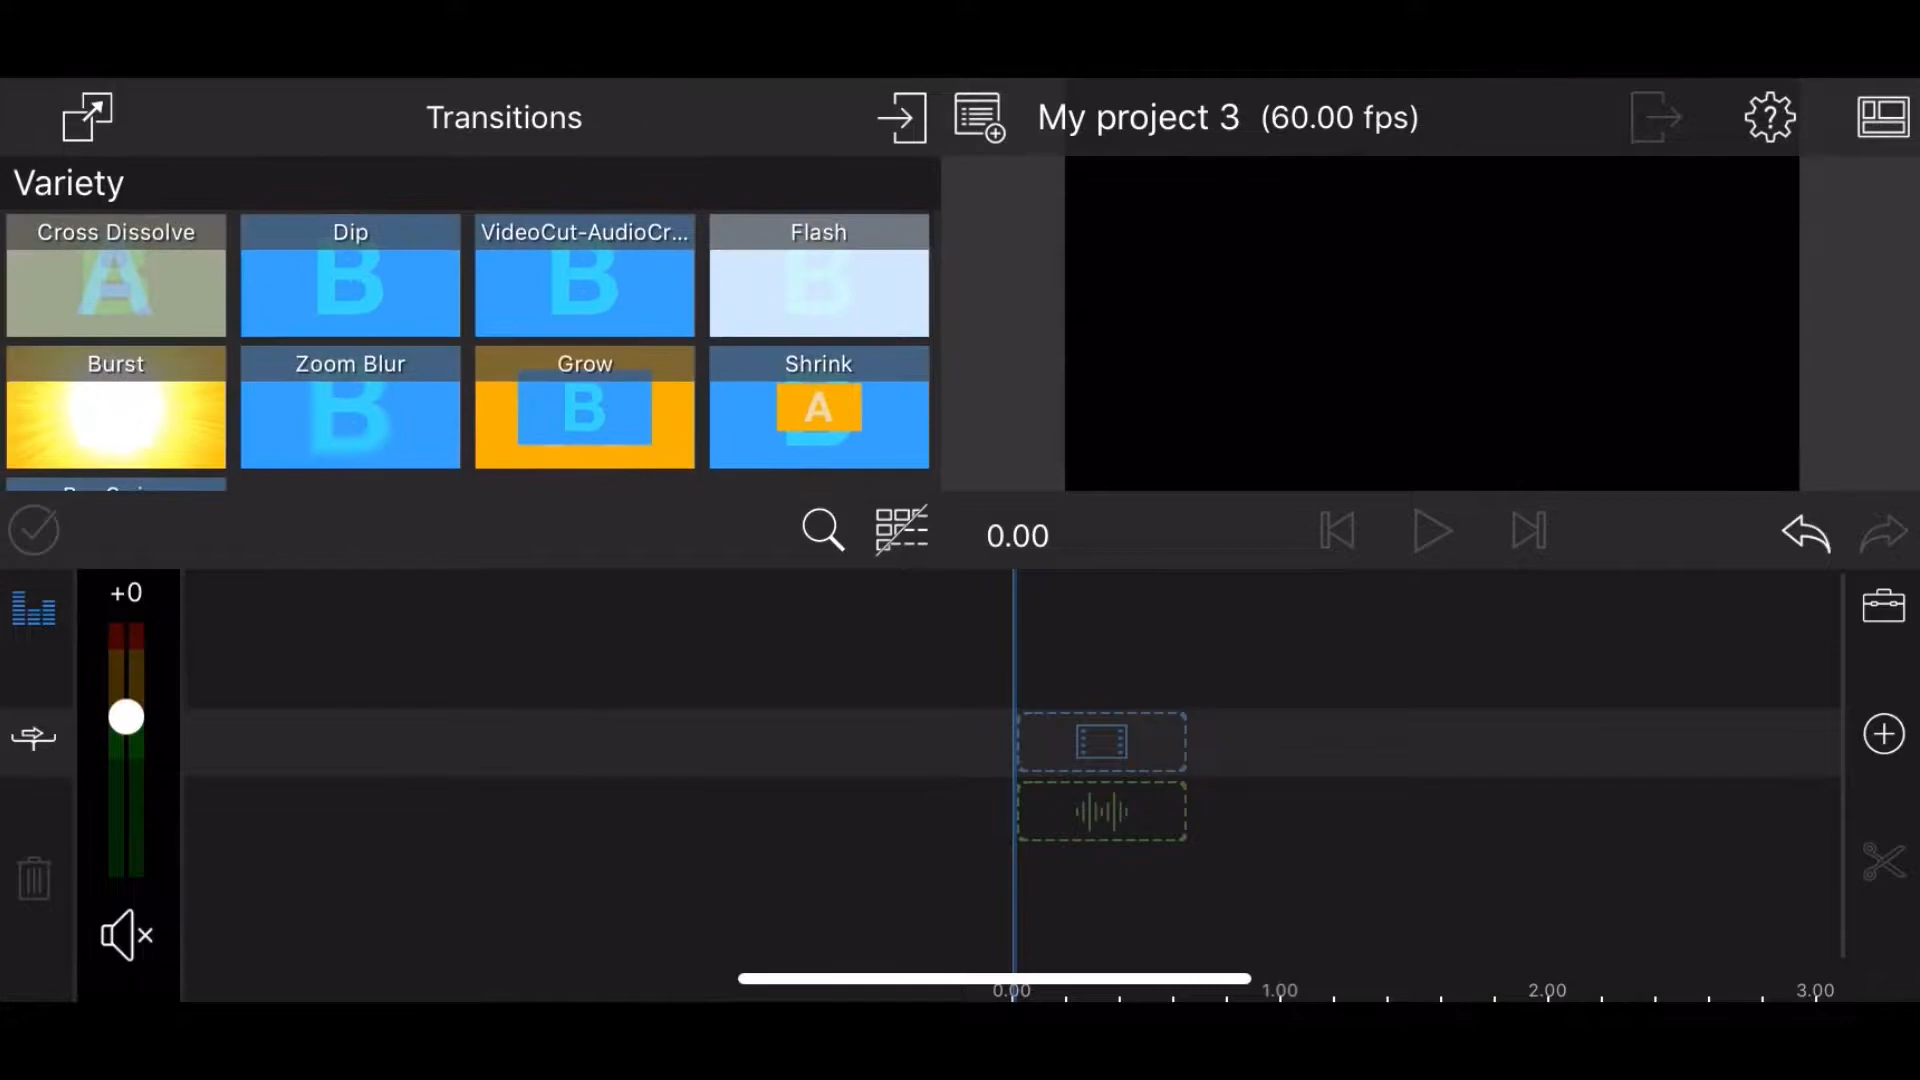 Transitions
My project 3 (60.00 fps)
Variety
Cross Dissolve
Dip
VideoCut-AudioCr...
Flash
A
B
B
B
Burst
Zoom Blur
Grow
Shrink
B
B
A
0.00
+0
0.00
1.00
2.00
3.00